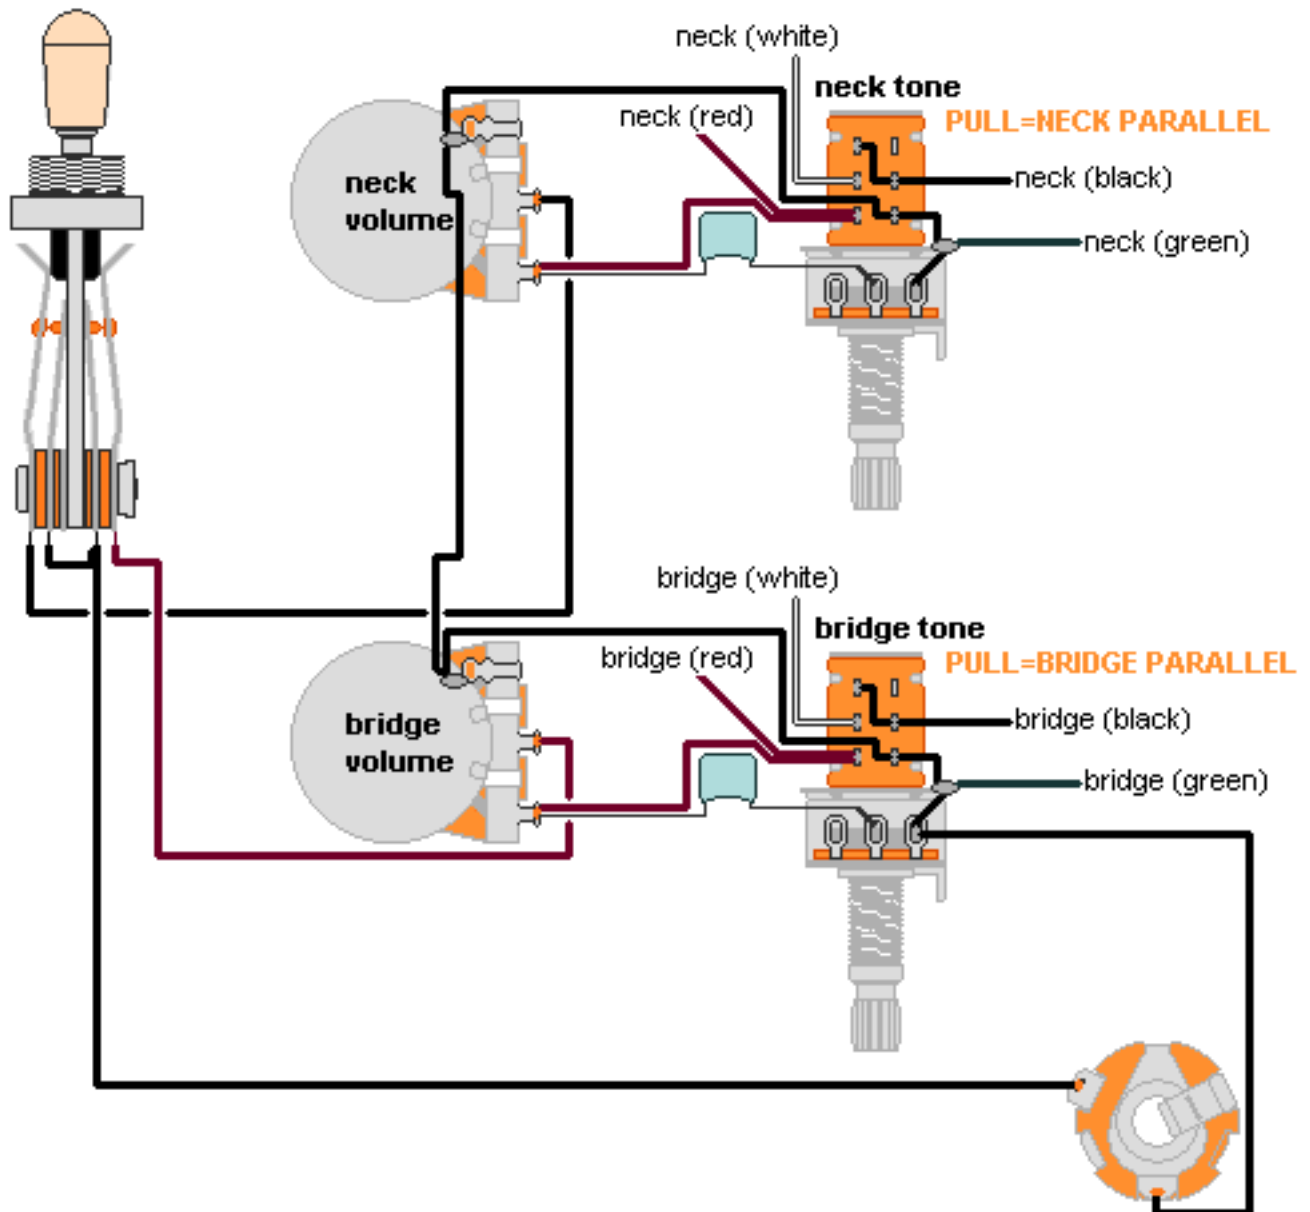 neck (white)
neck tone
PULL=NECK PARALLEL
neck (red)
neck
volume
neck (black)
neck (green)
bridge (white)
bridge tone
PULL=BRIDGE PARALLEL
bridge (red)
bridge
volume
bridge (black)
bridge (green)